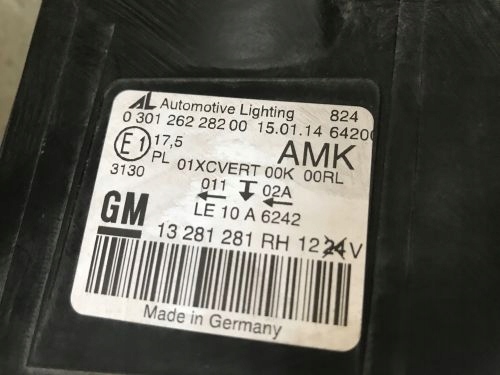 AL Automotive Lighting 824
0 301 262 282 00 15.01.14 64200
E1 17,5 AMK
PL 01XCVERT 00K 00RL
3130 011 02A
LE 10 A 6242
GM
13 281 281 RH 12 24 V
Made in Germany